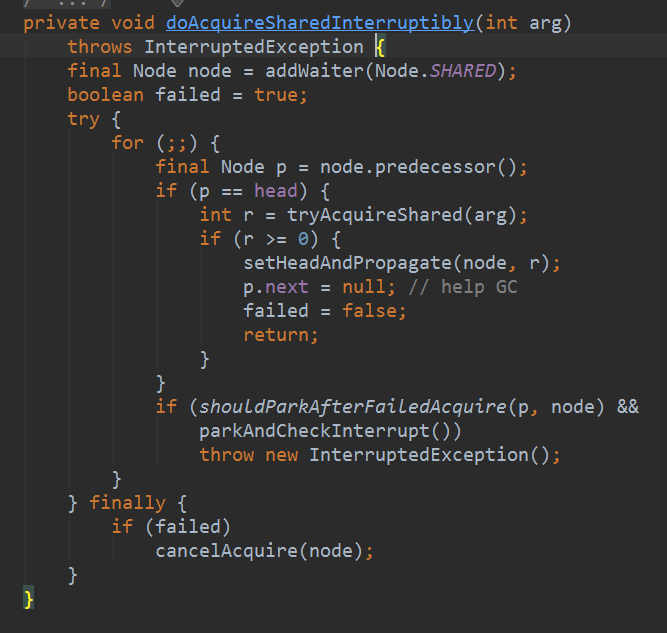 / ... /
private void doAcquireSharedInterruptibly(int arg)
    throws InterruptedException {
    final Node node = addWaiter(Node.SHARED);
    boolean failed = true;
    try {
        for (;;) {
            final Node p = node.predecessor();
            if (p == head) {
                int r = tryAcquireShared(arg);
                if (r >= 0) {
                    setHeadAndPropagate(node, r);
                    p.next = null; // help GC
                    failed = false;
                    return;
                }
            }
            if (shouldParkAfterFailedAcquire(p, node) &&
                parkAndCheckInterrupt())
                throw new InterruptedException();
        }
    } finally {
        if (failed)
            cancelAcquire(node);
    }
}